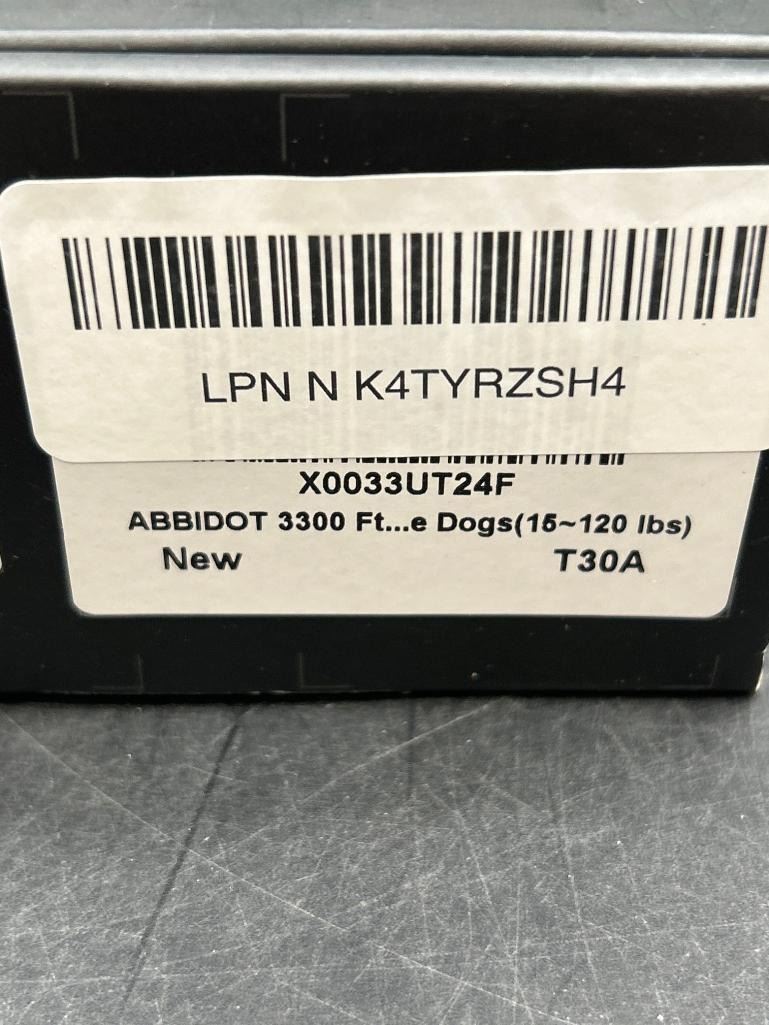 LPN N K4TYRZSH4
X0033UT24F
ABBIDOT 3300 Ft...e Dogs(15~120 lbs)
New T30A